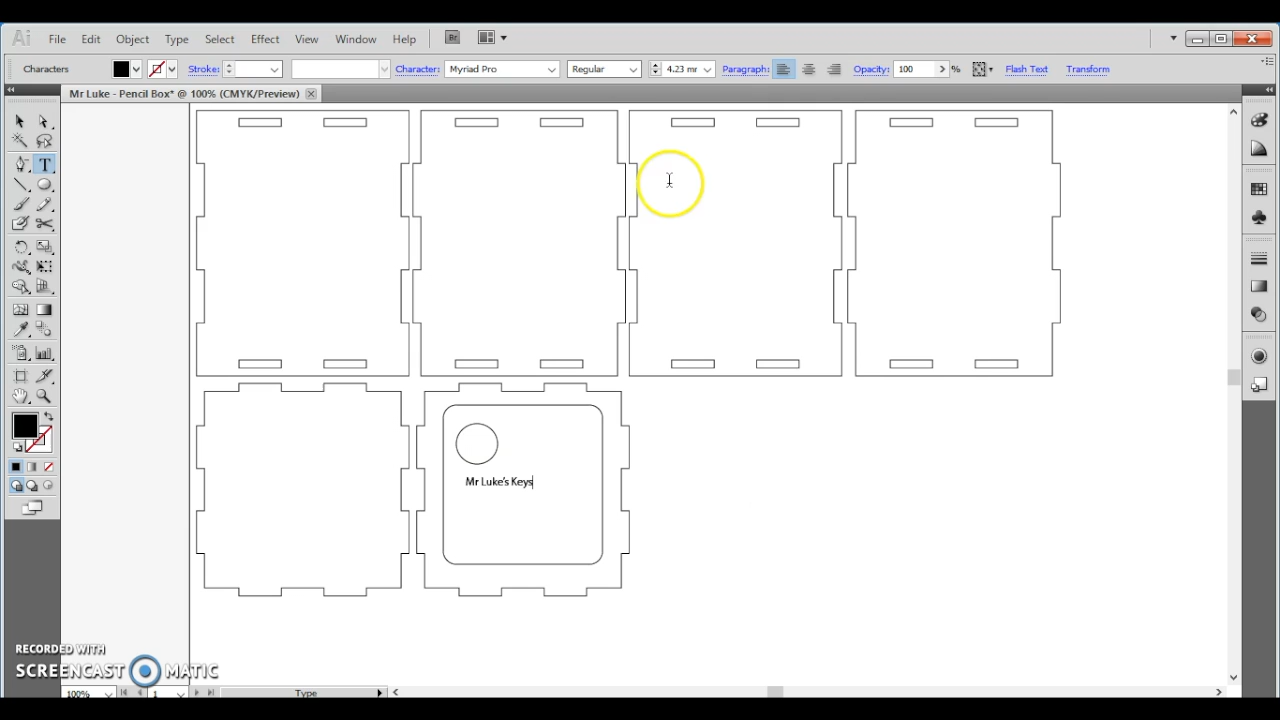 Ai File Edit Object Type Select Effect View Window Help Br
Characters Stroke: Character: Myriad Pro Regular 4.23 mr Paragraph: Opacity: 100 % Flash Text Transform
Mr Luke - Pencil Box* @ 100% (CMYK/Preview)
T
Mr Luke's Keys
RECORDED WITH
SCREENCAST MATIC
100% 1 Type